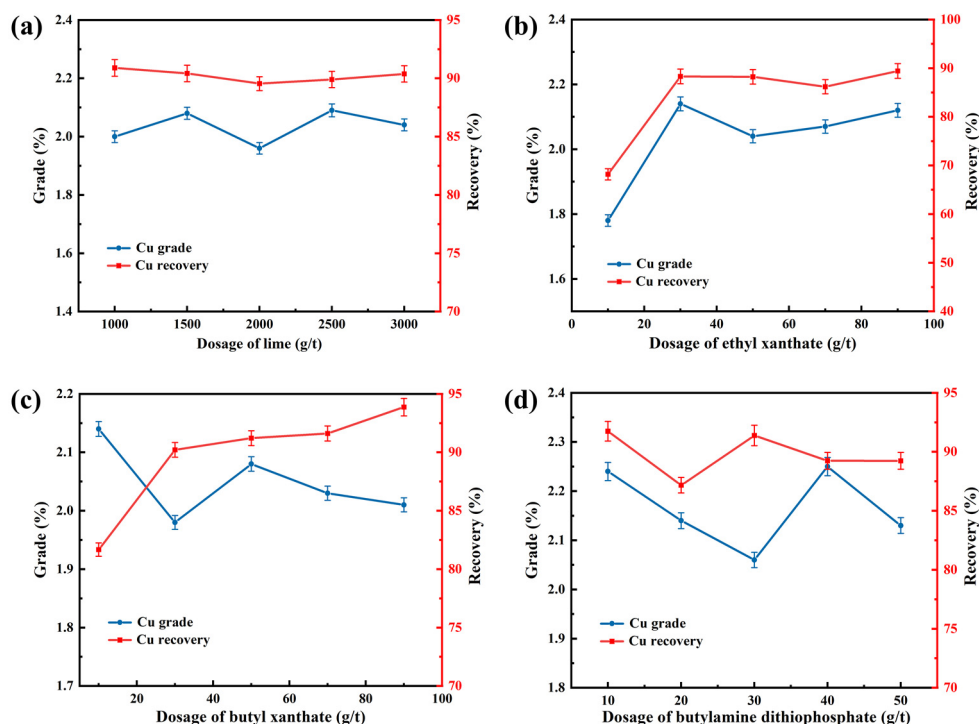 (a)
2.4
2.2
2.0
1.8
1.6
1.4
Grade (%)
95
90
85
80
75
70
Recovery (%)
Cu grade
Cu recovery
1000 1500 2000 2500 3000
Dosage of lime (g/t)
(b)
2.4
2.2
2.0
1.8
1.6
Grade (%)
100
90
80
70
60
50
40
Recovery (%)
Cu grade
Cu recovery
0 20 40 60 80 100
Dosage of ethyl xanthate (g/t)
(c)
2.2
2.1
2.0
1.9
1.8
1.7
Grade (%)
95
90
85
80
75
70
Recovery (%)
Cu grade
Cu recovery
20 40 60 80 100
Dosage of butyl xanthate (g/t)
(d)
2.4
2.3
2.2
2.1
2.0
1.9
1.8
Grade (%)
95
90
85
80
75
70
Recovery (%)
Cu grade
Cu recovery
10 20 30 40 50
Dosage of butylamine dithiophosphate (g/t)